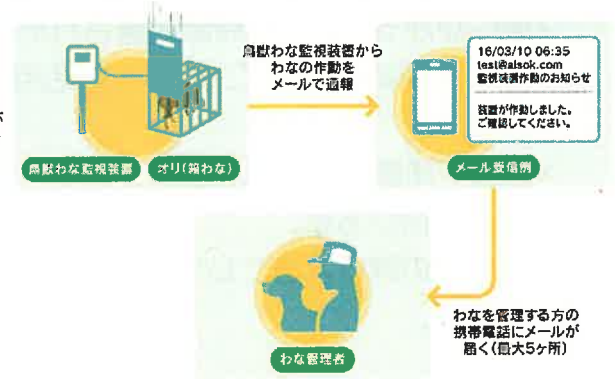 鳥獣わな監視装置から
わなの作動を
メールで通報
16/03/10 06:35
test@alsok.com
監視装置作動のお知らせ
装置が作動しました。
ご確認してください。
鳥獣わな監視装置
オリ(箱わな)
メール受信例
わなを管理する方の
携帯電話にメールが
届く(最大5ヶ所)
わな管理者